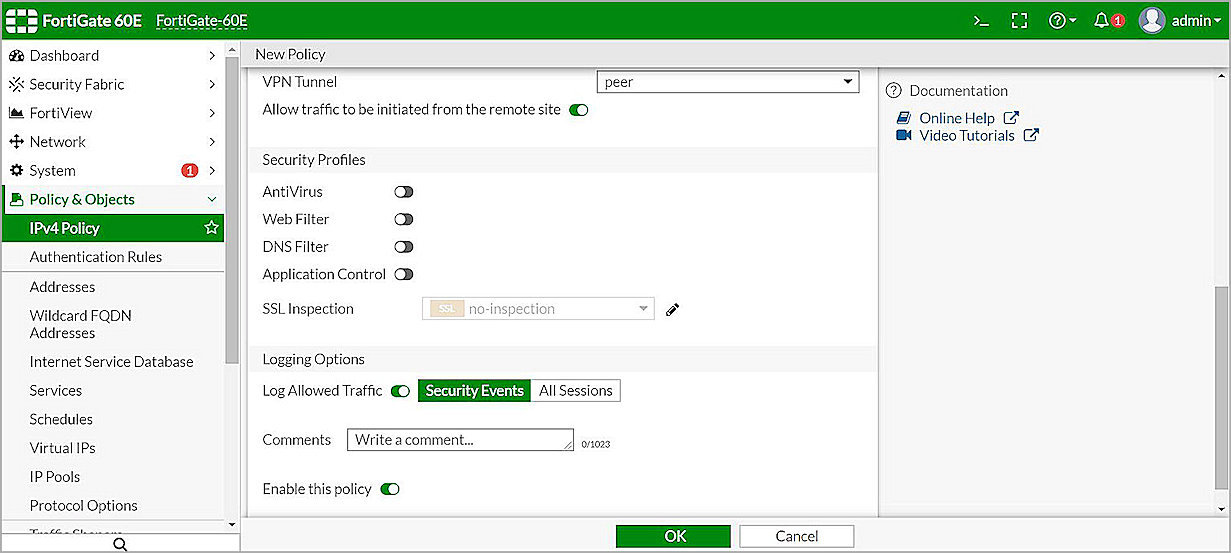 FortiGate 60E FortiGate-60E
>_ 1 admin
Dashboard
Security Fabric
FortiView
Network
System 1
Policy & Objects
IPv4 Policy
Authentication Rules
Addresses
Wildcard FQDN
Addresses
Internet Service Database
Services
Schedules
Virtual IPs
IP Pools
Protocol Options
Traffic Shapers
New Policy
VPN Tunnel peer
Allow traffic to be initiated from the remote site
Security Profiles
AntiVirus
Web Filter
DNS Filter
Application Control
SSL Inspection SSL no-inspection
Logging Options
Log Allowed Traffic Security Events All Sessions
Comments Write a comment... 0/1023
Enable this policy
OK Cancel
Documentation
Online Help
Video Tutorials